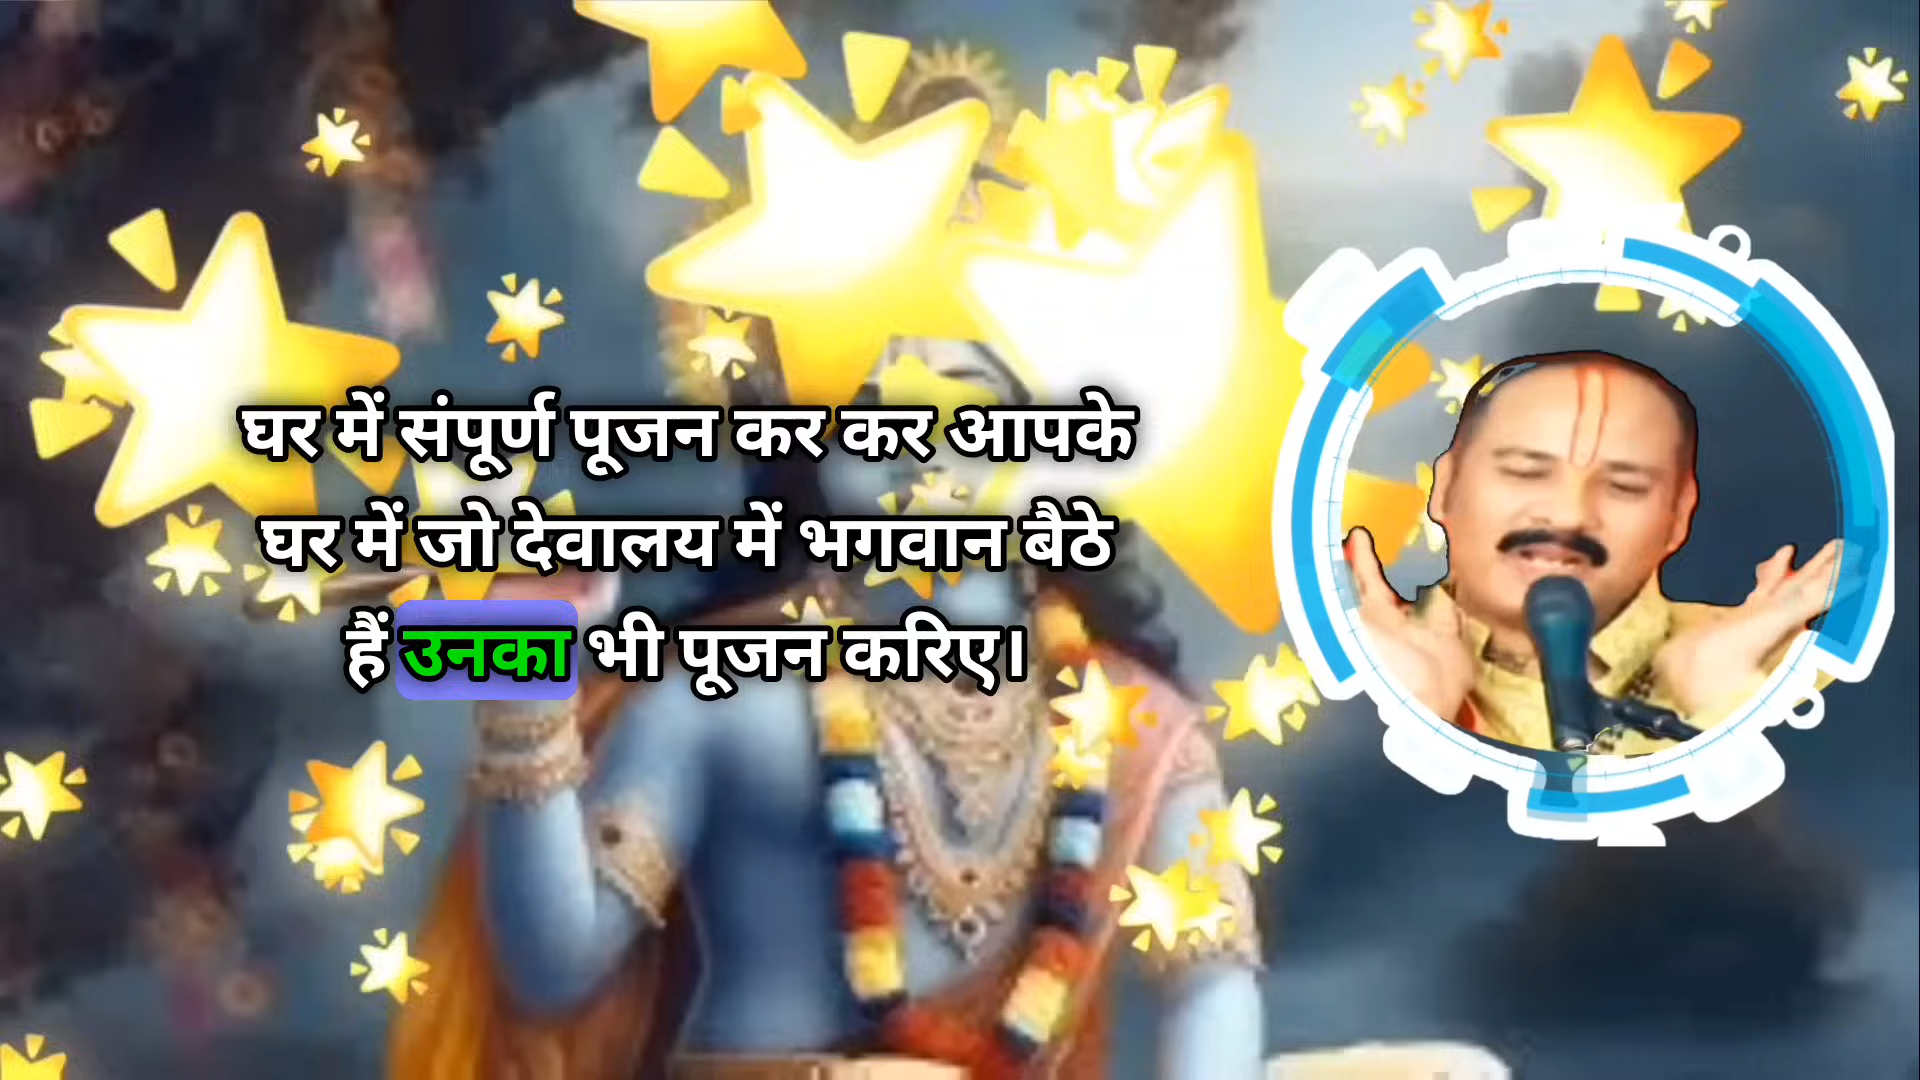 घर में संपूर्ण पूजन कर कर आपके
घर में जो देवालय में भगवान बैठे
हैं उनका भी पूजन करिए।